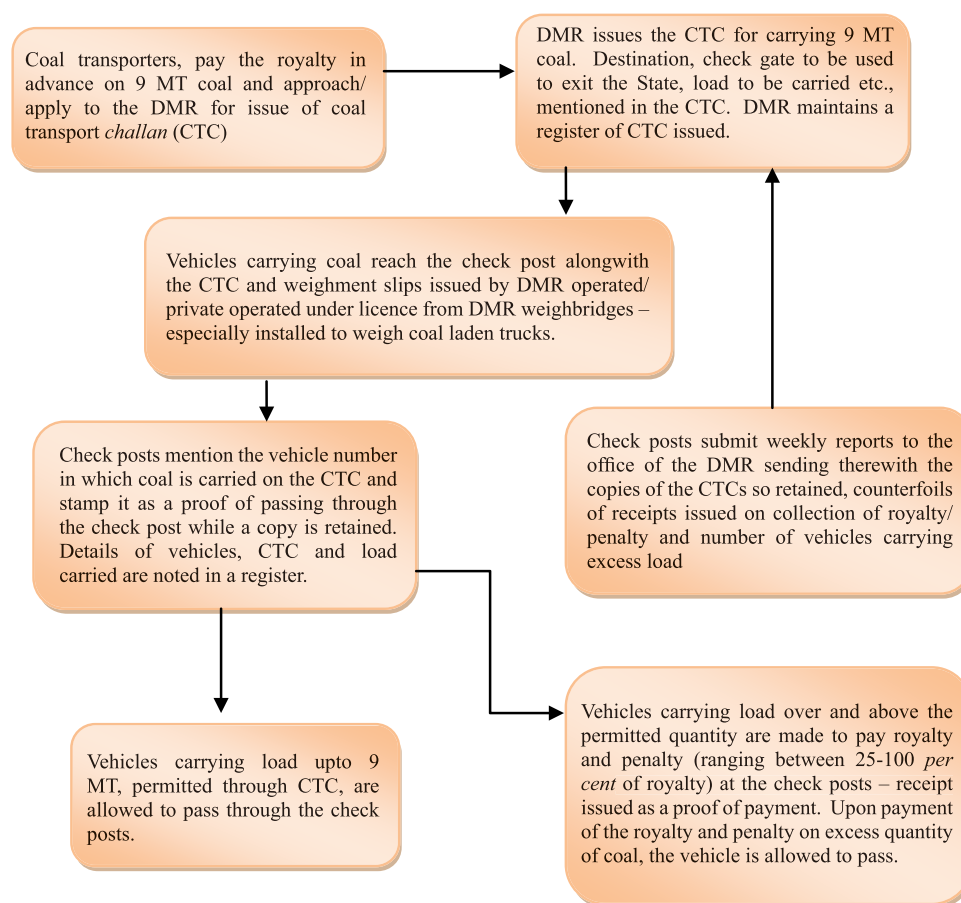 Coal transporters, pay the royalty in
advance on 9 MT coal and approach/
apply to the DMR for issue of coal
transport challan (CTC)
DMR issues the CTC for carrying 9 MT
coal. Destination, check gate to be used
to exit the State, load to be carried etc.,
mentioned in the CTC. DMR maintains a
register of CTC issued.
Vehicles carrying coal reach the check post alongwith
the CTC and weighment slips issued by DMR operated/
private operated under licence from DMR weighbridges –
especially installed to weigh coal laden trucks.
Check posts mention the vehicle number
in which coal is carried on the CTC and
stamp it as a proof of passing through
the check post while a copy is retained.
Details of vehicles, CTC and load
carried are noted in a register.
Check posts submit weekly reports to the
office of the DMR sending therewith the
copies of the CTCs so retained, counterfoils
of receipts issued on collection of royalty/
penalty and number of vehicles carrying
excess load
Vehicles carrying load upto 9
MT, permitted through CTC, are
allowed to pass through the check
posts.
Vehicles carrying load over and above the
permitted quantity are made to pay royalty
and penalty (ranging between 25-100 per
cent of royalty) at the check posts – receipt
issued as a proof of payment. Upon payment
of the royalty and penalty on excess quantity
of coal, the vehicle is allowed to pass.